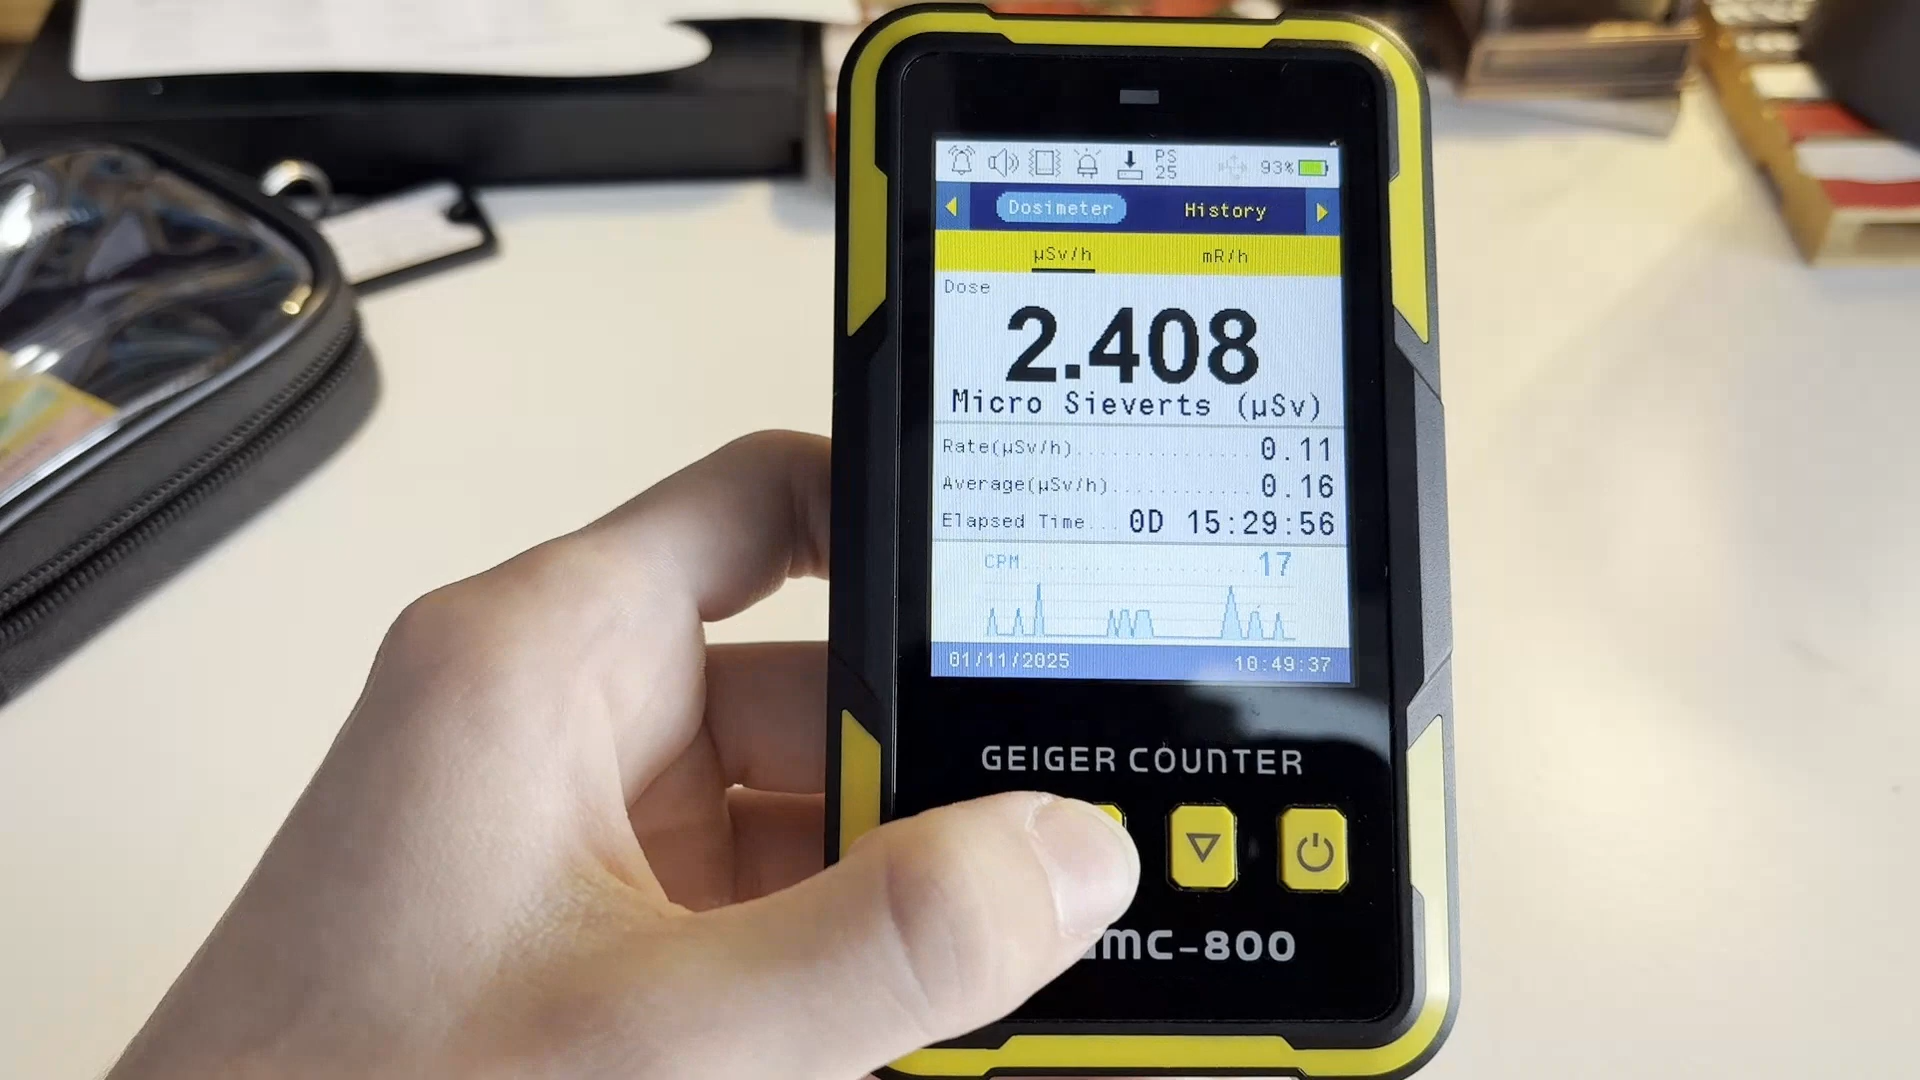 PS
25
93%
Dosimeter History
µSv/h mR/h
Dose
2.408
Micro Sieverts (µSv)
Rate(µSv/h) 0.11
Average(µSv/h) 0.16
Elapsed Time 0D 15:29:56
CPM 17
01/11/2025 10:49:37
GEIGER COUNTER
MC-800